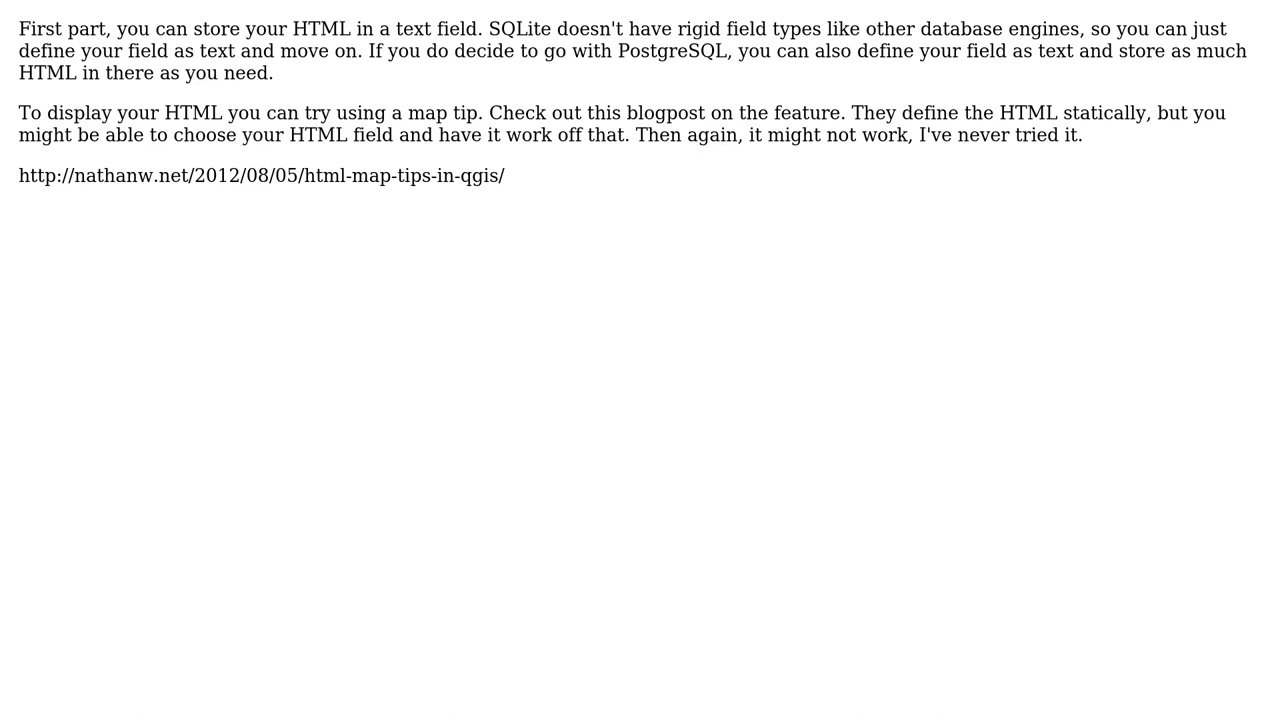 First part, you can store your HTML in a text field. SQLite doesn't have rigid field types like other database engines, so you can just
define your field as text and move on. If you do decide to go with PostgreSQL, you can also define your field as text and store as much
HTML in there as you need.
To display your HTML you can try using a map tip. Check out this blogpost on the feature. They define the HTML statically, but you
might be able to choose your HTML field and have it work off that. Then again, it might not work, I've never tried it.
http://nathanw.net/2012/08/05/html-map-tips-in-qgis/